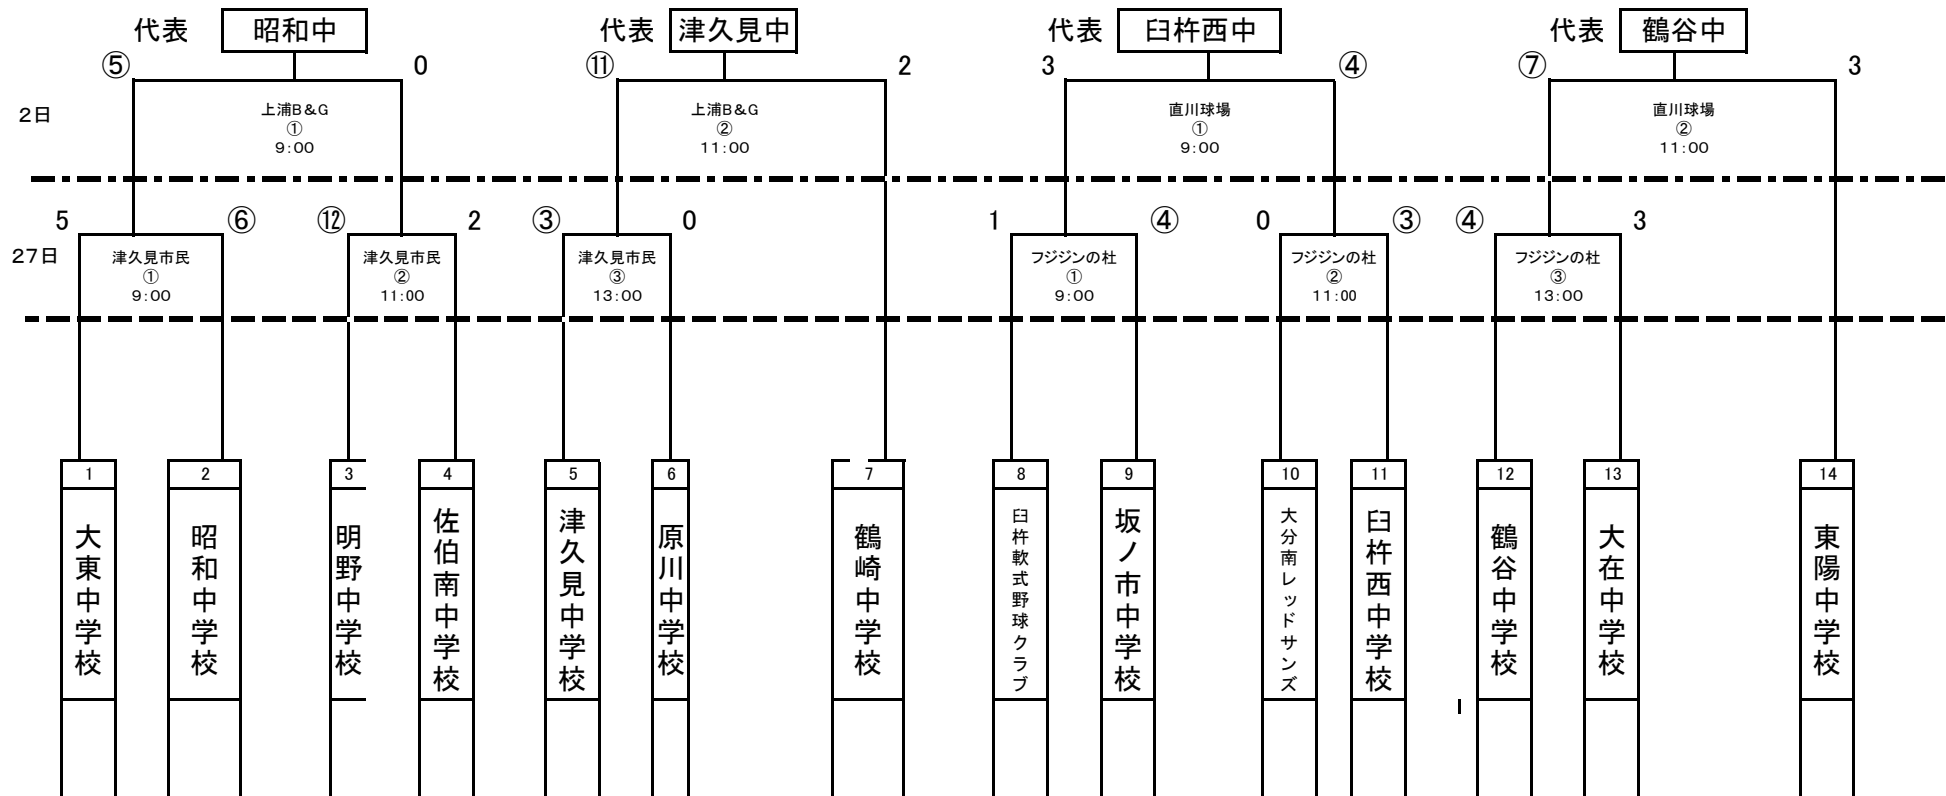 代表 昭和中 代表 津久見中 代表 臼杵西中 代表 鶴谷中
⑤ 0 ⑪ 2 3 ④ ⑦ 3
2日
上浦B&G
①
9:00
上浦B&G
②
11:00
直川球場
①
9:00
直川球場
②
11:00
5 ⑥ ⑫ 2 ③ 0 1 ④ 0 ③ ④ 3
27日
津久見市民
①
9:00
津久見市民
②
11:00
津久見市民
③
13:00
フジジンの杜
①
9:00
フジジンの杜
②
11:00
フジジンの杜
③
13:00
1 2 3 4 5 6 7 8 9 10 11 12 13 14
大東中学校
昭和中学校
明野中学校
佐伯南中学校
津久見中学校
原川中学校
鶴崎中学校
臼杵軟式野球クラブ
坂ノ市中学校
大分南レッドサンズ
臼杵西中学校
鶴谷中学校
大在中学校
東陽中学校